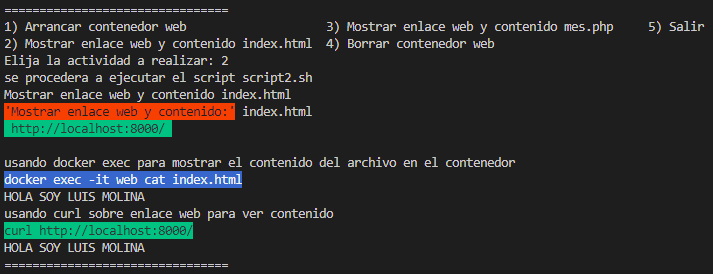 ================================
1) Arrancar contenedor web 3) Mostrar enlace web y contenido mes.php 5) Salir
2) Mostrar enlace web y contenido index.html 4) Borrar contenedor web
Elija la actividad a realizar: 2
se procedera a ejecutar el script script2.sh
Mostrar enlace web y contenido index.html
'Mostrar enlace web y contenido:' index.html
http://localhost:8000/
usando docker exec para mostrar el contenido del archivo en el contenedor
docker exec -it web cat index.html
HOLA SOY LUIS MOLINA
usando curl sobre enlace web para ver contenido
curl http://localhost:8000/
HOLA SOY LUIS MOLINA
================================